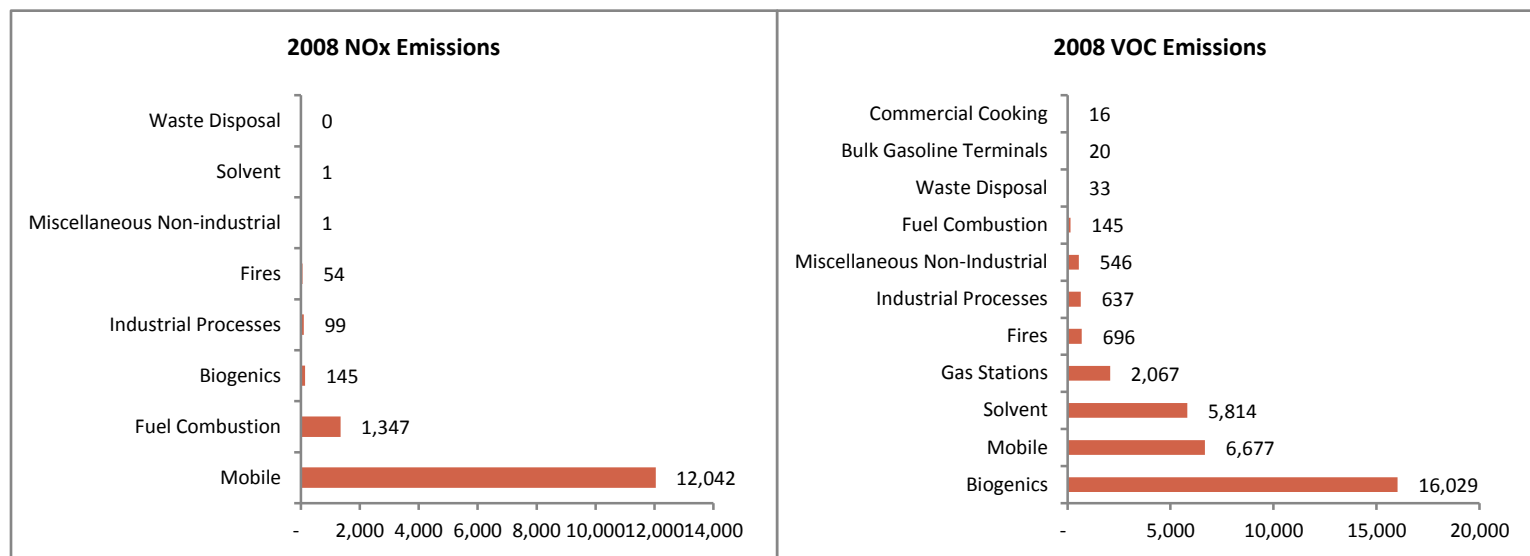 2008 NOx Emissions
Waste Disposal 0
Solvent 1
Miscellaneous Non-industrial 1
Fires 54
Industrial Processes 99
Biogenics 145
Fuel Combustion 1,347
Mobile 12,042
- 2,000 4,000 6,000 8,000 10,000 12,000 14,000
2008 VOC Emissions
Commercial Cooking 16
Bulk Gasoline Terminals 20
Waste Disposal 33
Fuel Combustion 145
Miscellaneous Non-Industrial 546
Industrial Processes 637
Fires 696
Gas Stations 2,067
Solvent 5,814
Mobile 6,677
Biogenics 16,029
- 5,000 10,000 15,000 20,000